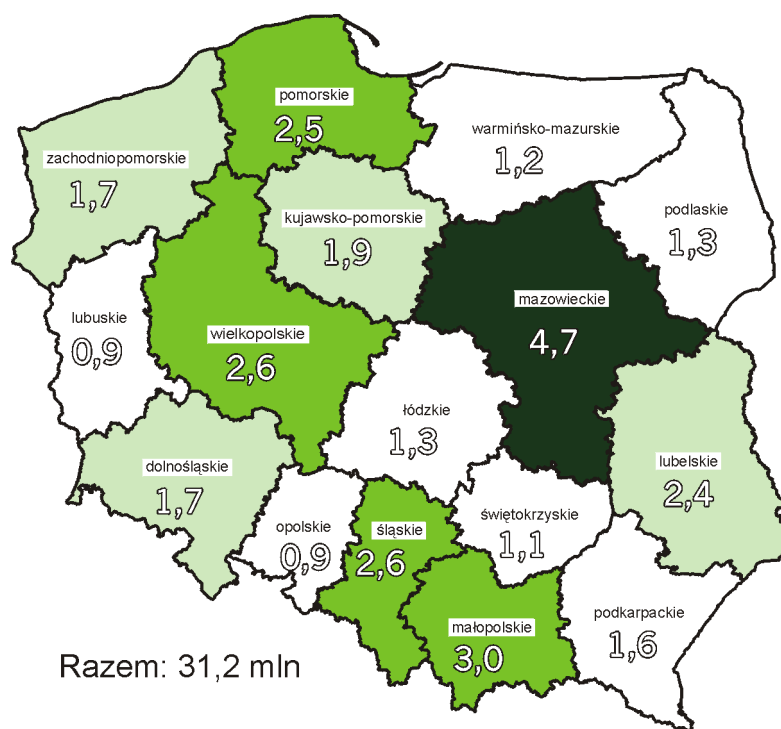 pomorskie
2,5
warmińsko-mazurskie
1,2
zachodniopomorskie
1,7
kujawsko-pomorskie
1,9
podlaskie
1,3
mazowieckie
4,7
lubuskie
0,9
wielkopolskie
2,6
łódzkie
1,3
dolnośląskie
1,7
lubelskie
2,4
opolskie
0,9
śląskie
2,6
świętokrzyskie
1,1
podkarpackie
1,6
małopolskie
3,0
Razem: 31,2 mln